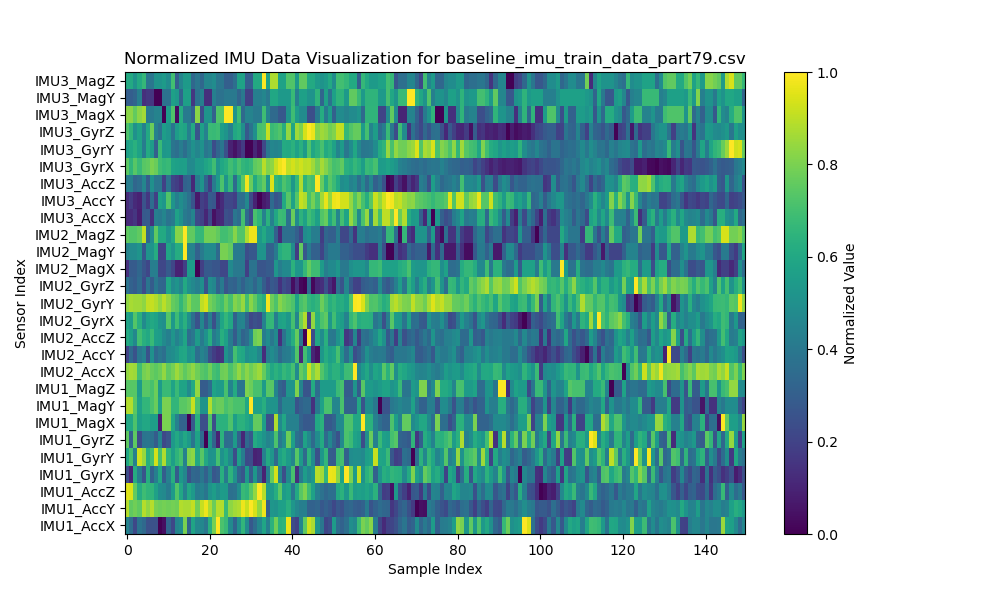 Normalized IMU Data Visualization for baseline_imu_train_data_part79.csv
IMU3_MagZ
IMU3_MagY
IMU3_MagX
IMU3_GyrZ
IMU3_GyrY
IMU3_GyrX
IMU3_AccZ
IMU3_AccY
IMU3_AccX
IMU2_MagZ
IMU2_MagY
IMU2_MagX
IMU2_GyrZ
IMU2_GyrY
IMU2_GyrX
IMU2_AccZ
IMU2_AccY
IMU2_AccX
IMU1_MagZ
IMU1_MagY
IMU1_MagX
IMU1_GyrZ
IMU1_GyrY
IMU1_GyrX
IMU1_AccZ
IMU1_AccY
IMU1_AccX
Sensor Index
0 20 40 60 80 100 120 140
Sample Index
1.0
0.8
0.6
0.4
0.2
0.0
Normalized Value